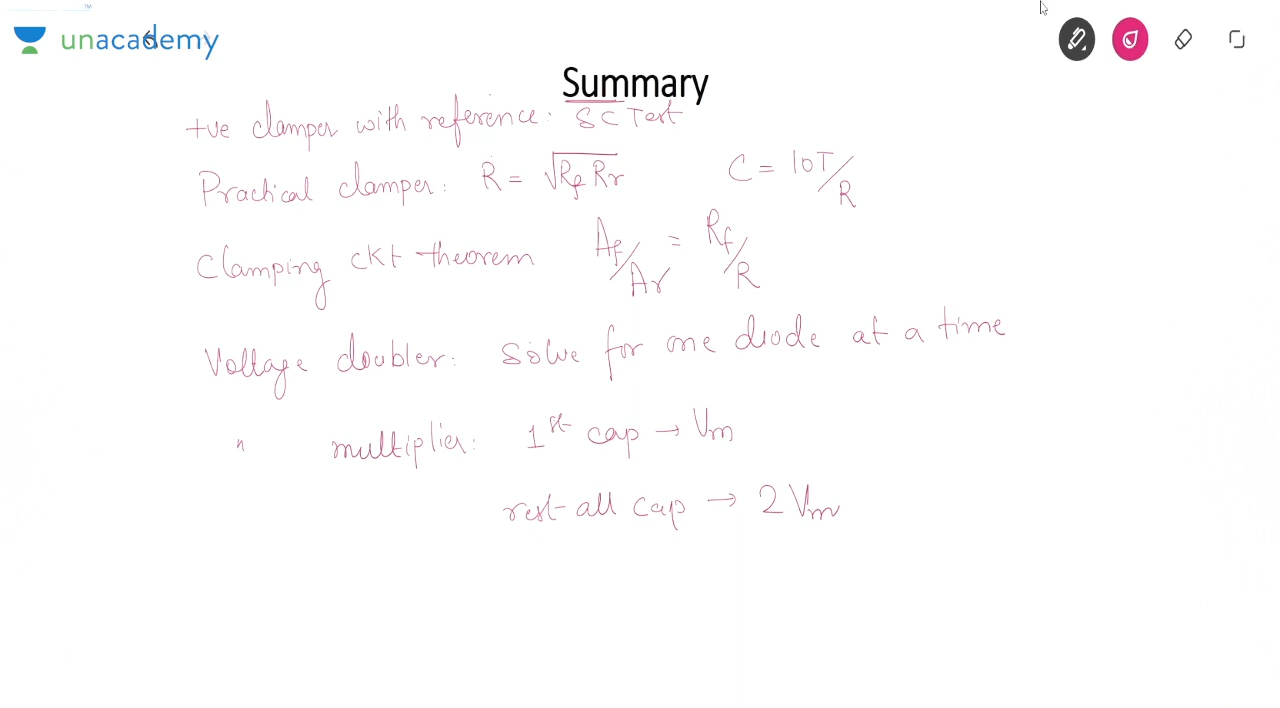 unacademy
Summary
+ve clamper with reference: SC Test
Practical clamper: R = √Rf Rr C = 10T/R
Clamping ckt theorem Af/Ar = Rf/R
Voltage doubler: Solve for one diode at a time
" multiplier: 1st cap → Vm
rest all cap → 2 Vm